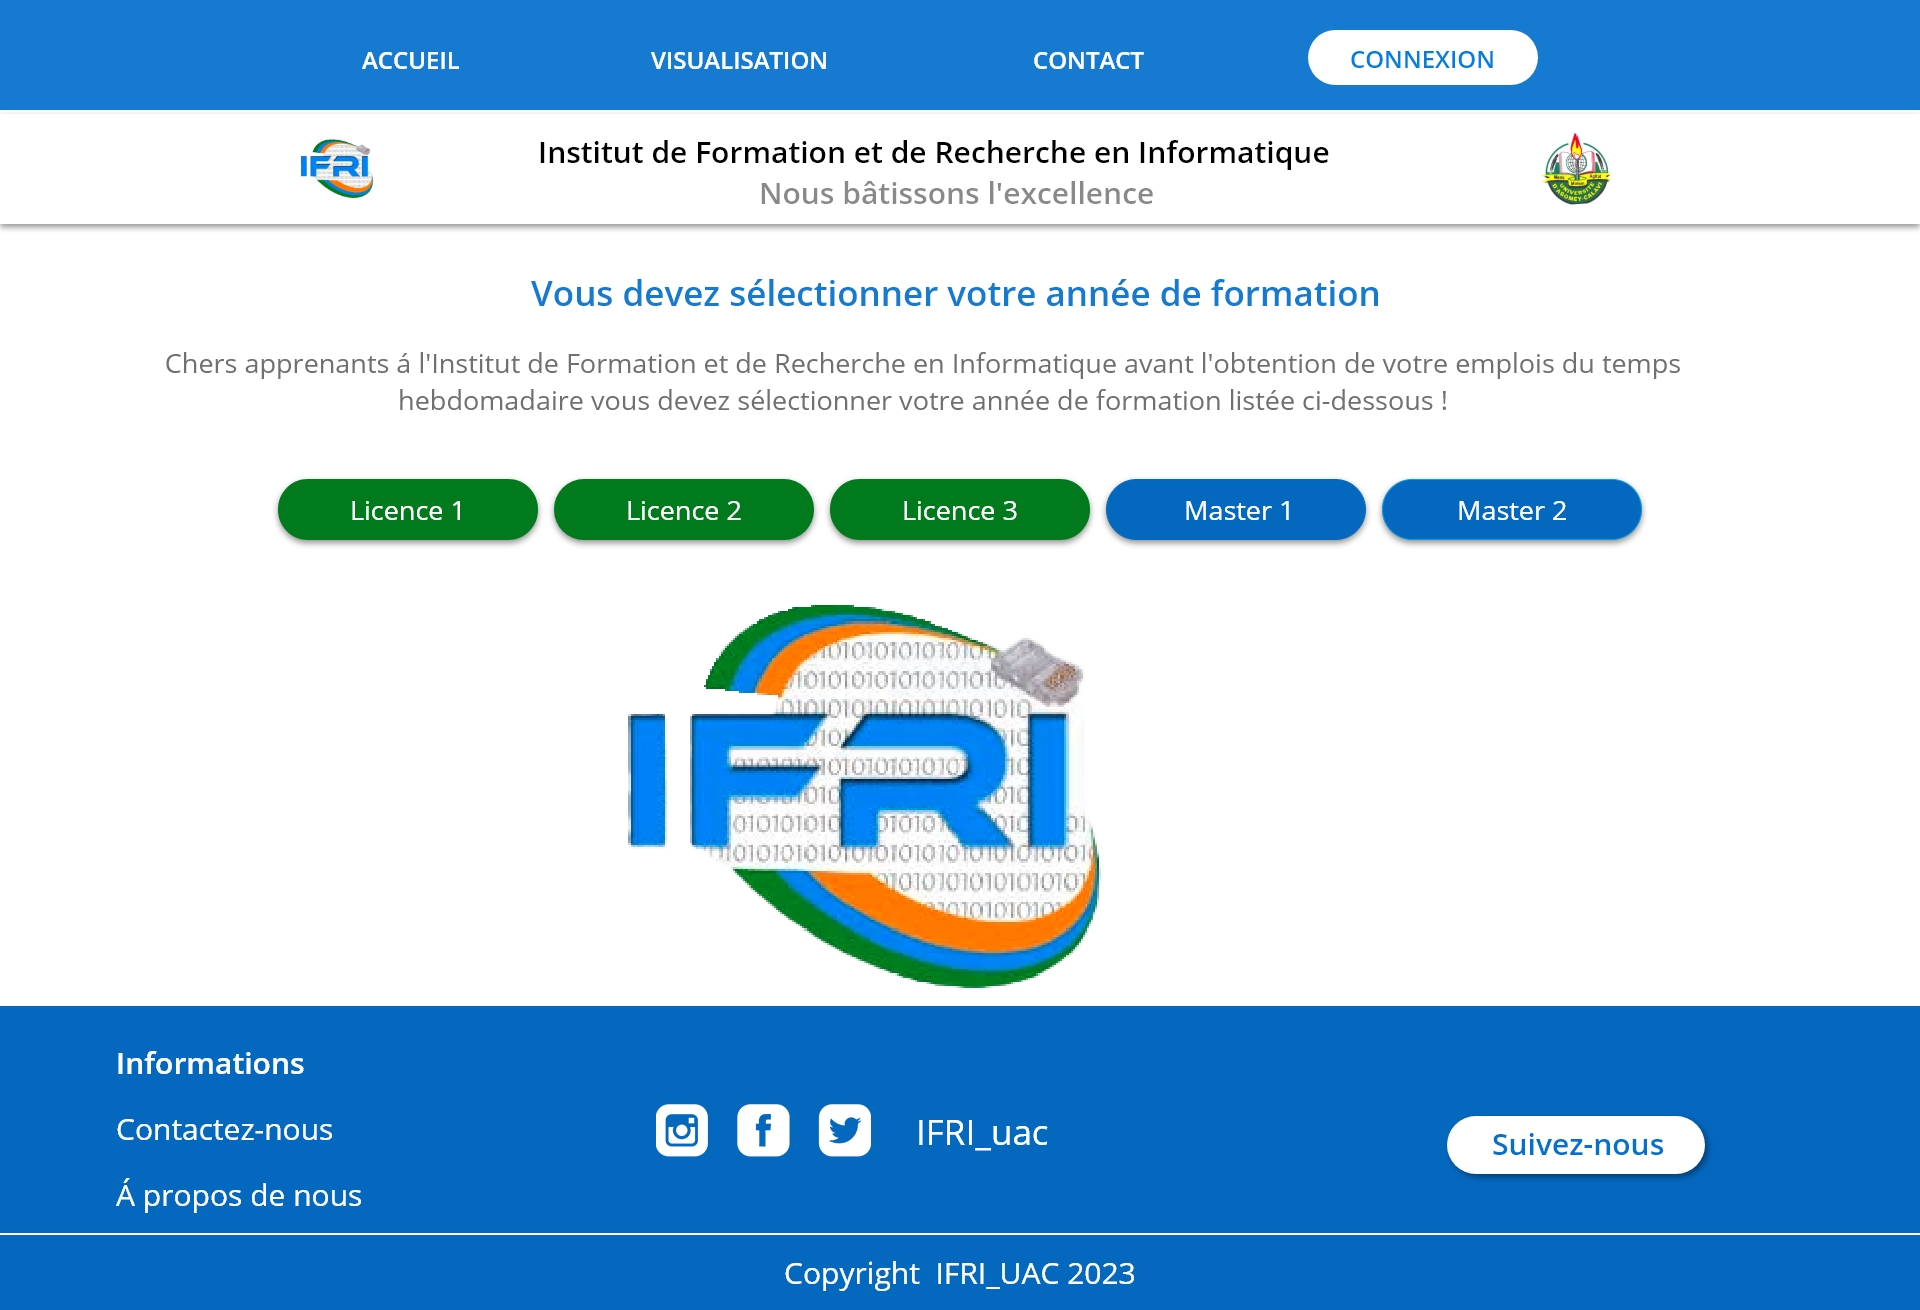 ACCUEIL
VISUALISATION
CONTACT
CONNEXION
IFRI
Institut de Formation et de Recherche en Informatique
Nous bâtissons l'excellence
UNIVERSITE
D'ABOMEY CALAVI
Vous devez sélectionner votre année de formation
Chers apprenants á l'Institut de Formation et de Recherche en Informatique avant l'obtention de votre emplois du temps
hebdomadaire vous devez sélectionner votre année de formation listée ci-dessous !
Licence 1
Licence 2
Licence 3
Master 1
Master 2
IFRI
Informations
Contactez-nous
Á propos de nous
IFRI_uac
Suivez-nous
Copyright  IFRI_UAC 2023